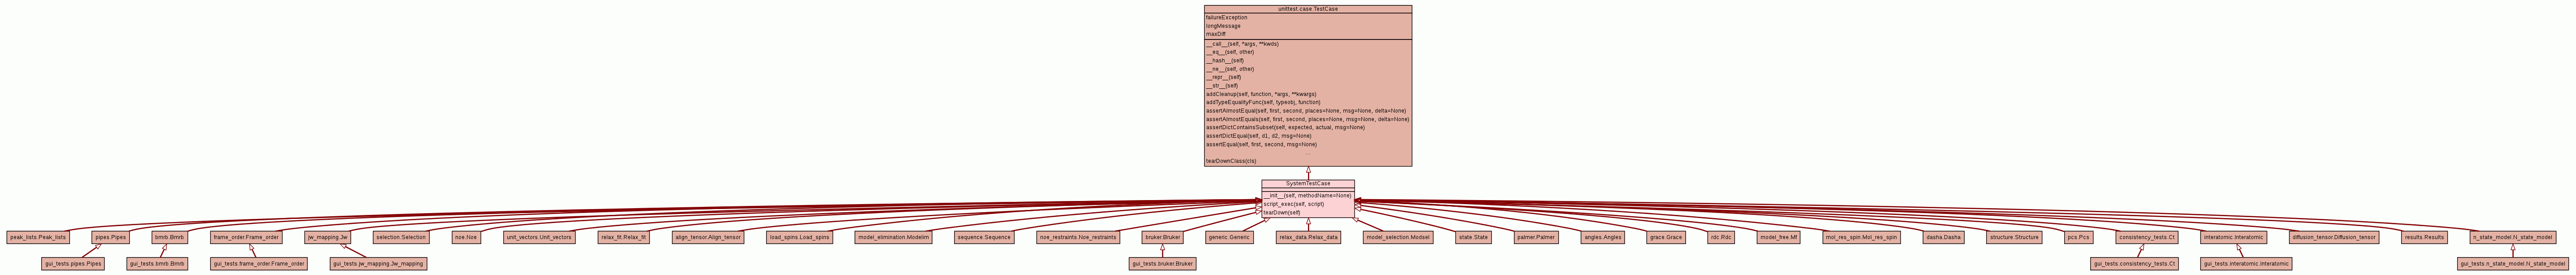 unittest.case.TestCase
failureException
longMessage
maxDiff
__call__(self, *args, **kwds)
__eq__(self, other)
__hash__(self)
__ne__(self, other)
__repr__(self)
__str__(self)
addCleanup(self, function, *args, **kwargs)
addTypeEqualityFunc(self, typeobj, function)
assertAlmostEqual(self, first, second, places=None, msg=None, delta=None)
assertAlmostEquals(self, first, second, places=None, msg=None, delta=None)
assertDictContainsSubset(self, expected, actual, msg=None)
assertDictEqual(self, d1, d2, msg=None)
assertEqual(self, first, second, msg=None)
...
tearDownClass(cls)
SystemTestCase
__init__(self, methodName=None)
script_exec(self, script)
tearDown(self)
peak_lists.Peak_lists
pipes.Pipes
bmrb.Bmrb
frame_order.Frame_order
jw_mapping.Jw
selection.Selection
noe.Noe
unit_vectors.Unit_vectors
relax_fit.Relax_fit
align_tensor.Align_tensor
load_spins.Load_spins
model_elimination.Modelim
sequence.Sequence
noe_restraints.Noe_restraints
bruker.Bruker
generic.Generic
relax_data.Relax_data
model_selection.Modsel
state.State
palmer.Palmer
angles.Angles
grace.Grace
rdc.Rdc
model_free.Mf
mol_res_spin.Mol_res_spin
dasha.Dasha
structure.Structure
pcs.Pcs
consistency_tests.Ct
interatomic.Interatomic
diffusion_tensor.Diffusion_tensor
results.Results
n_state_model.N_state_model
gui_tests.pipes.Pipes
gui_tests.bmrb.Bmrb
gui_tests.frame_order.Frame_order
gui_tests.jw_mapping.Jw_mapping
gui_tests.bruker.Bruker
gui_tests.consistency_tests.Ct
gui_tests.interatomic.Interatomic
gui_tests.n_state_model.N_state_model